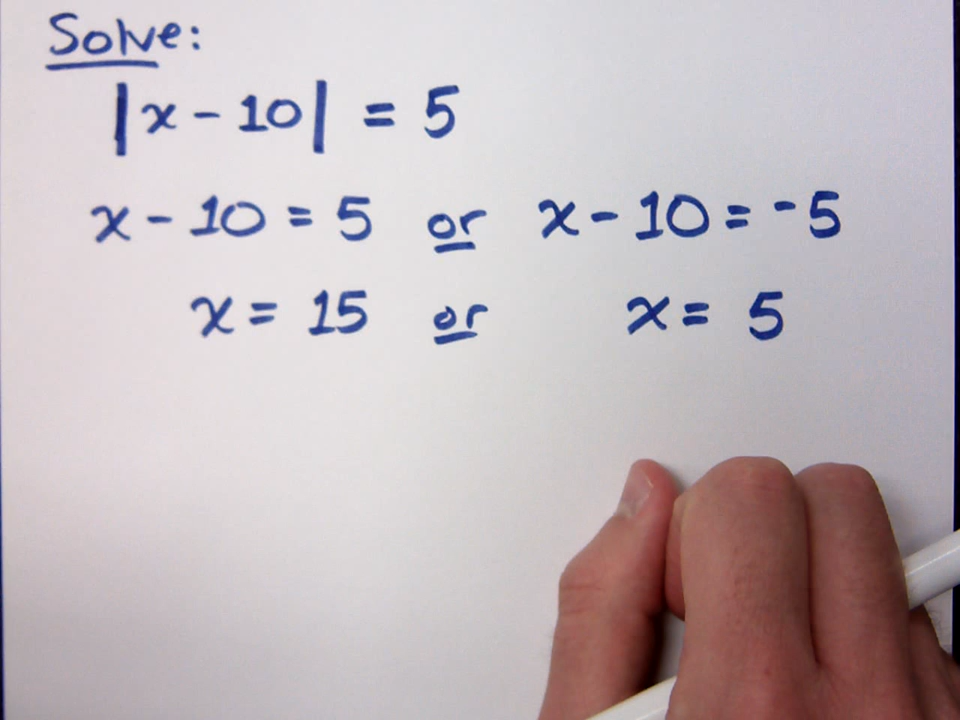 Solve:
|x - 10| = 5
x - 10 = 5 or x - 10 = -5
x = 15 or x = 5